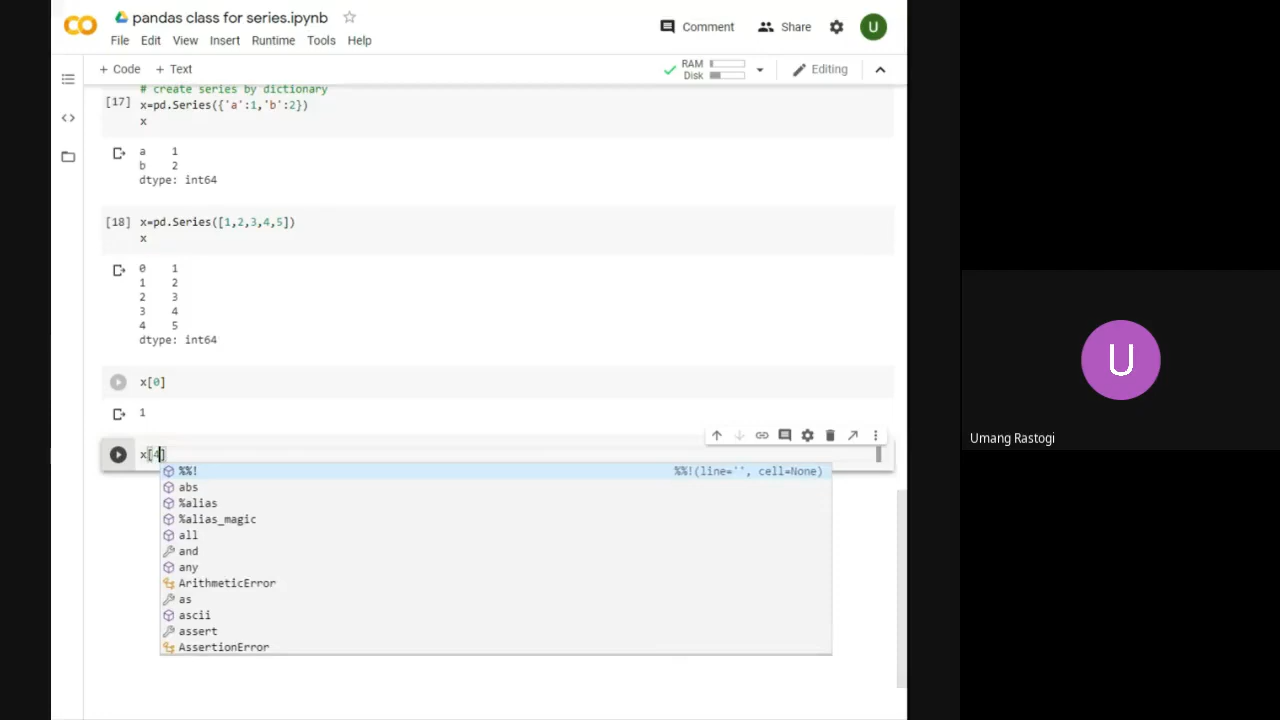 pandas class for series.ipynb
Comment
Share
U
File Edit View Insert Runtime Tools Help
+ Code + Text
RAM
Disk
Editing
# create series by dictionary
[17] x=pd.Series({'a':1,'b':2})
x
a 1
b 2
dtype: int64
[18] x=pd.Series([1,2,3,4,5])
x
0 1
1 2
2 3
3 4
4 5
dtype: int64
x[0]
1
x[4]
%%! %%!(line='', cell=None)
abs
%alias
%alias_magic
all
and
any
ArithmeticError
as
ascii
assert
AssertionError
U
Umang Rastogi